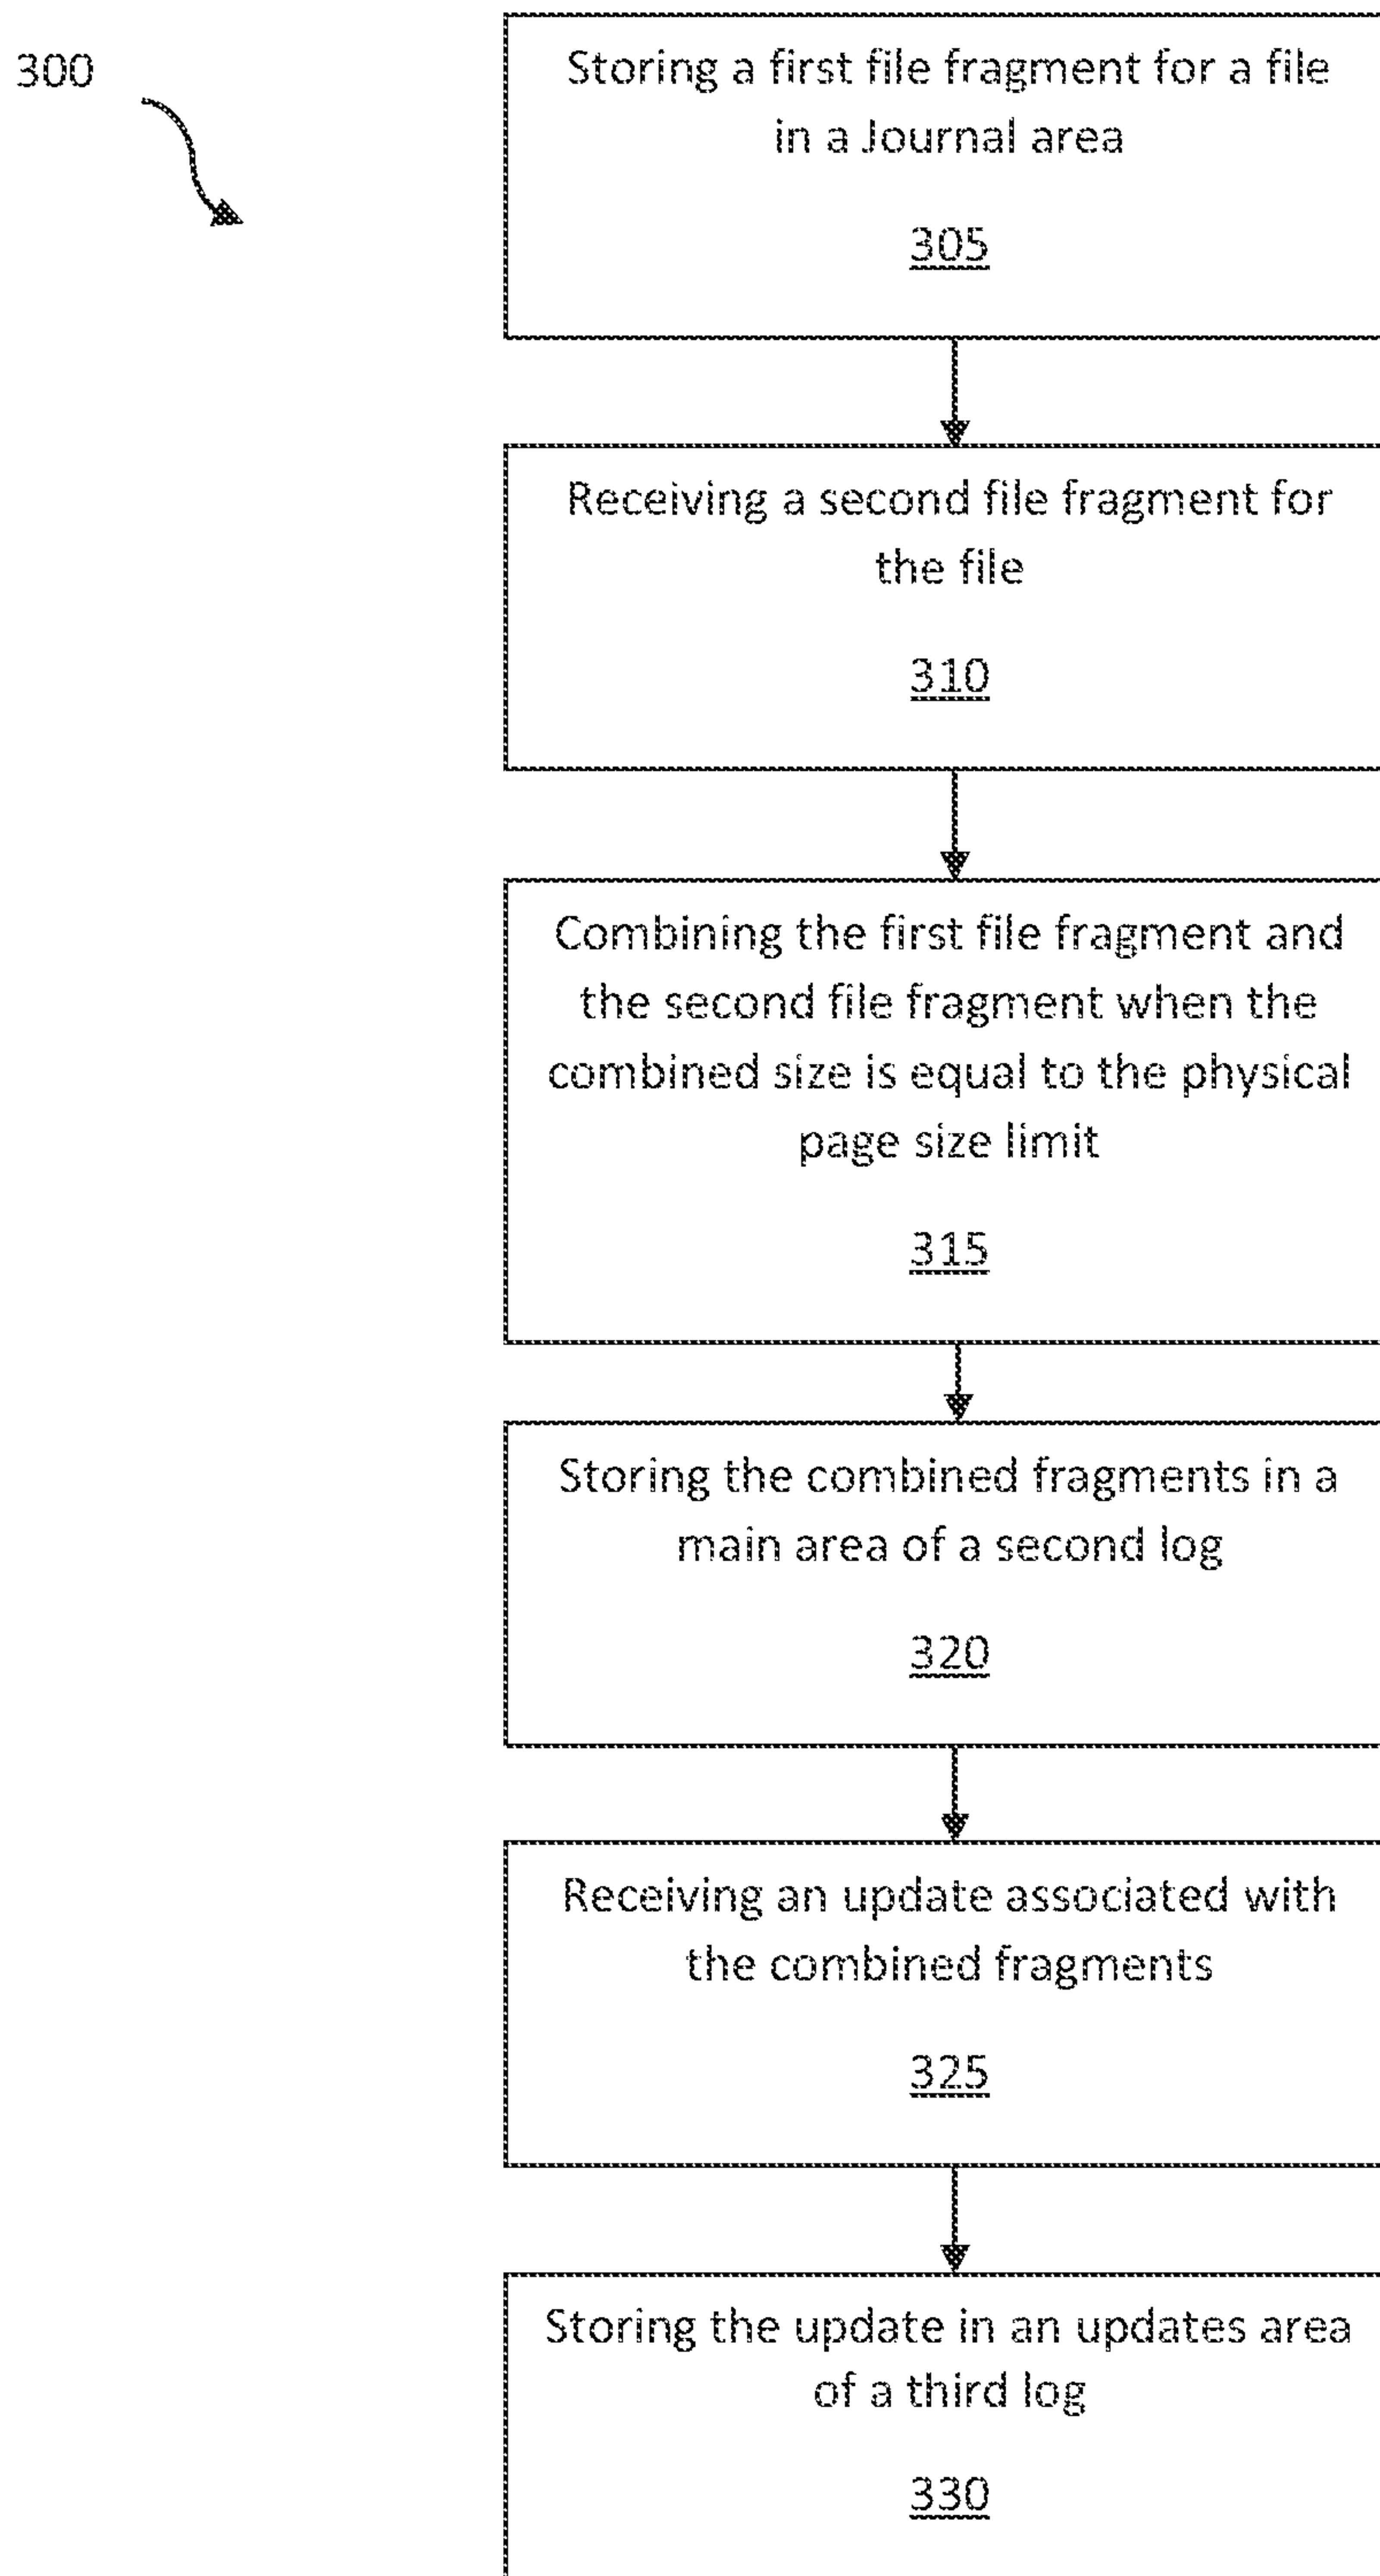 300
Storing a first file fragment for a file
in a Journal area
305
Receiving a second file fragment for
the file
310
Combining the first file fragment and
the second file fragment when the
combined size is equal to the physical
page size limit
315
Storing the combined fragments in a
main area of a second log
320
Receiving an update associated with
the combined fragments
325
Storing the update in an updates area
of a third log
330